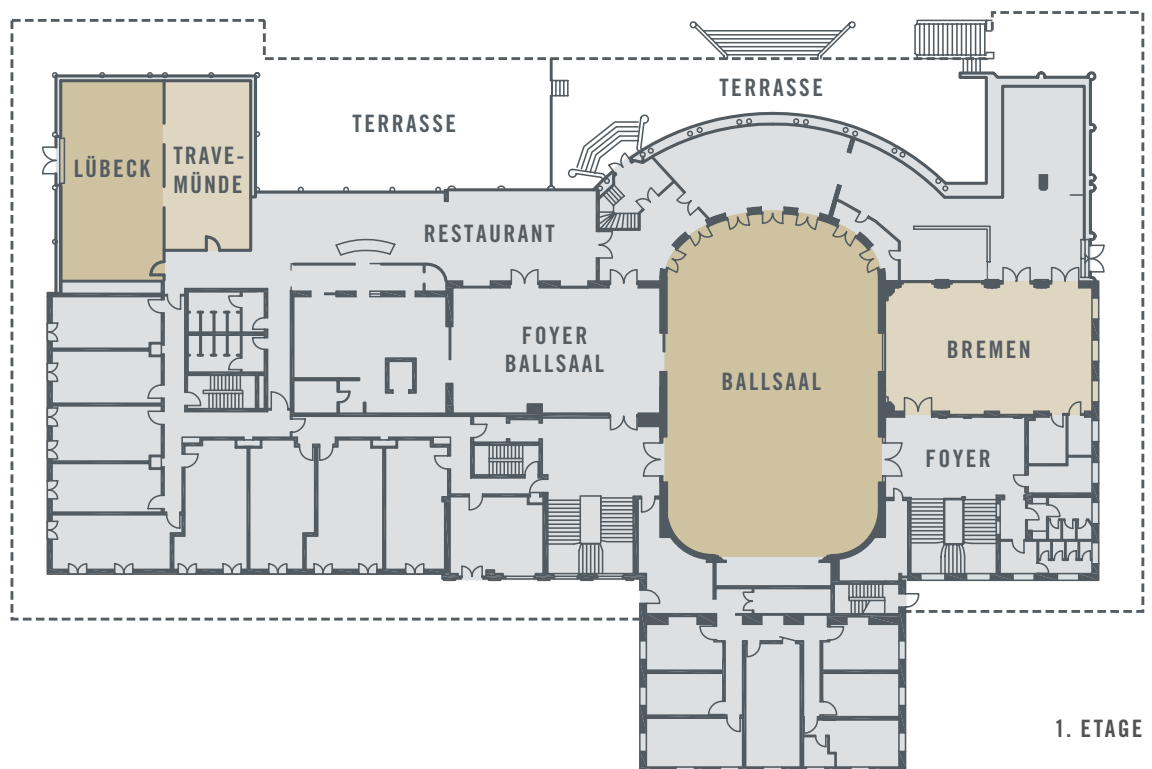 TERRASSE
TERRASSE
LÜBECK
TRAVE-
MÜNDE
RESTAURANT
FOYER
BALLSAAL
BALLSAAL
BREMEN
FOYER
1. ETAGE